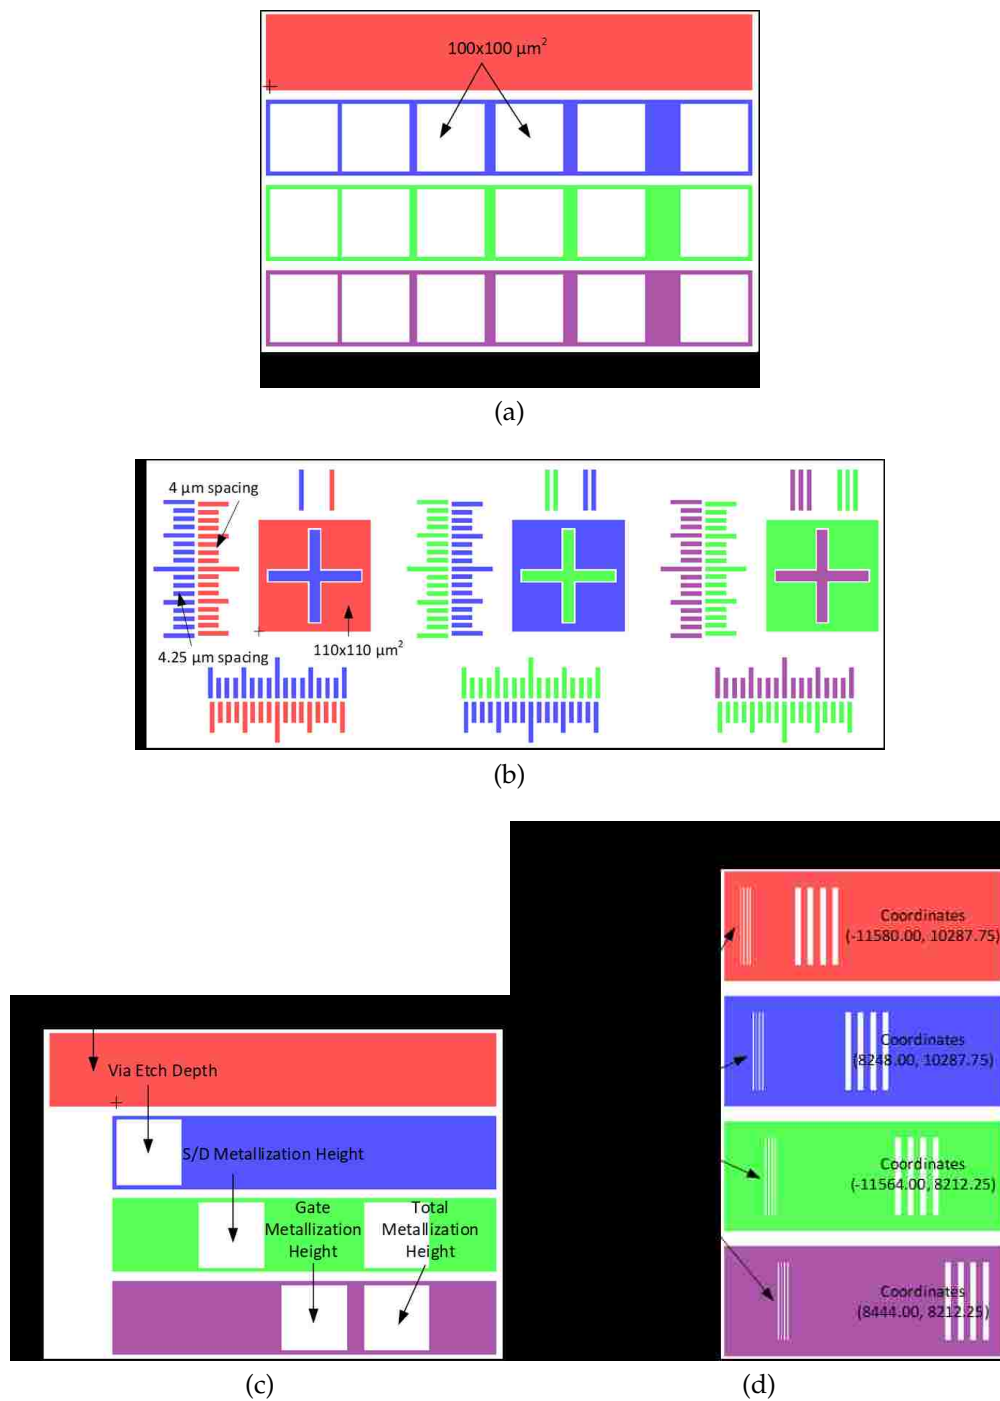 100x100 µm²
(a)
4 µm spacing
4.25 µm spacing
110x110 µm²
(b)
Via Etch Depth
S/D Metallization Height
Gate
Metallization
Height
Total
Metallization
Height
(c)
Coordinates
(-11580.00, 10287.75)
Coordinates
(8248.00, 10287.75)
Coordinates
(-11564.00, 8212.25)
Coordinates
(8444.00, 8212.25)
(d)